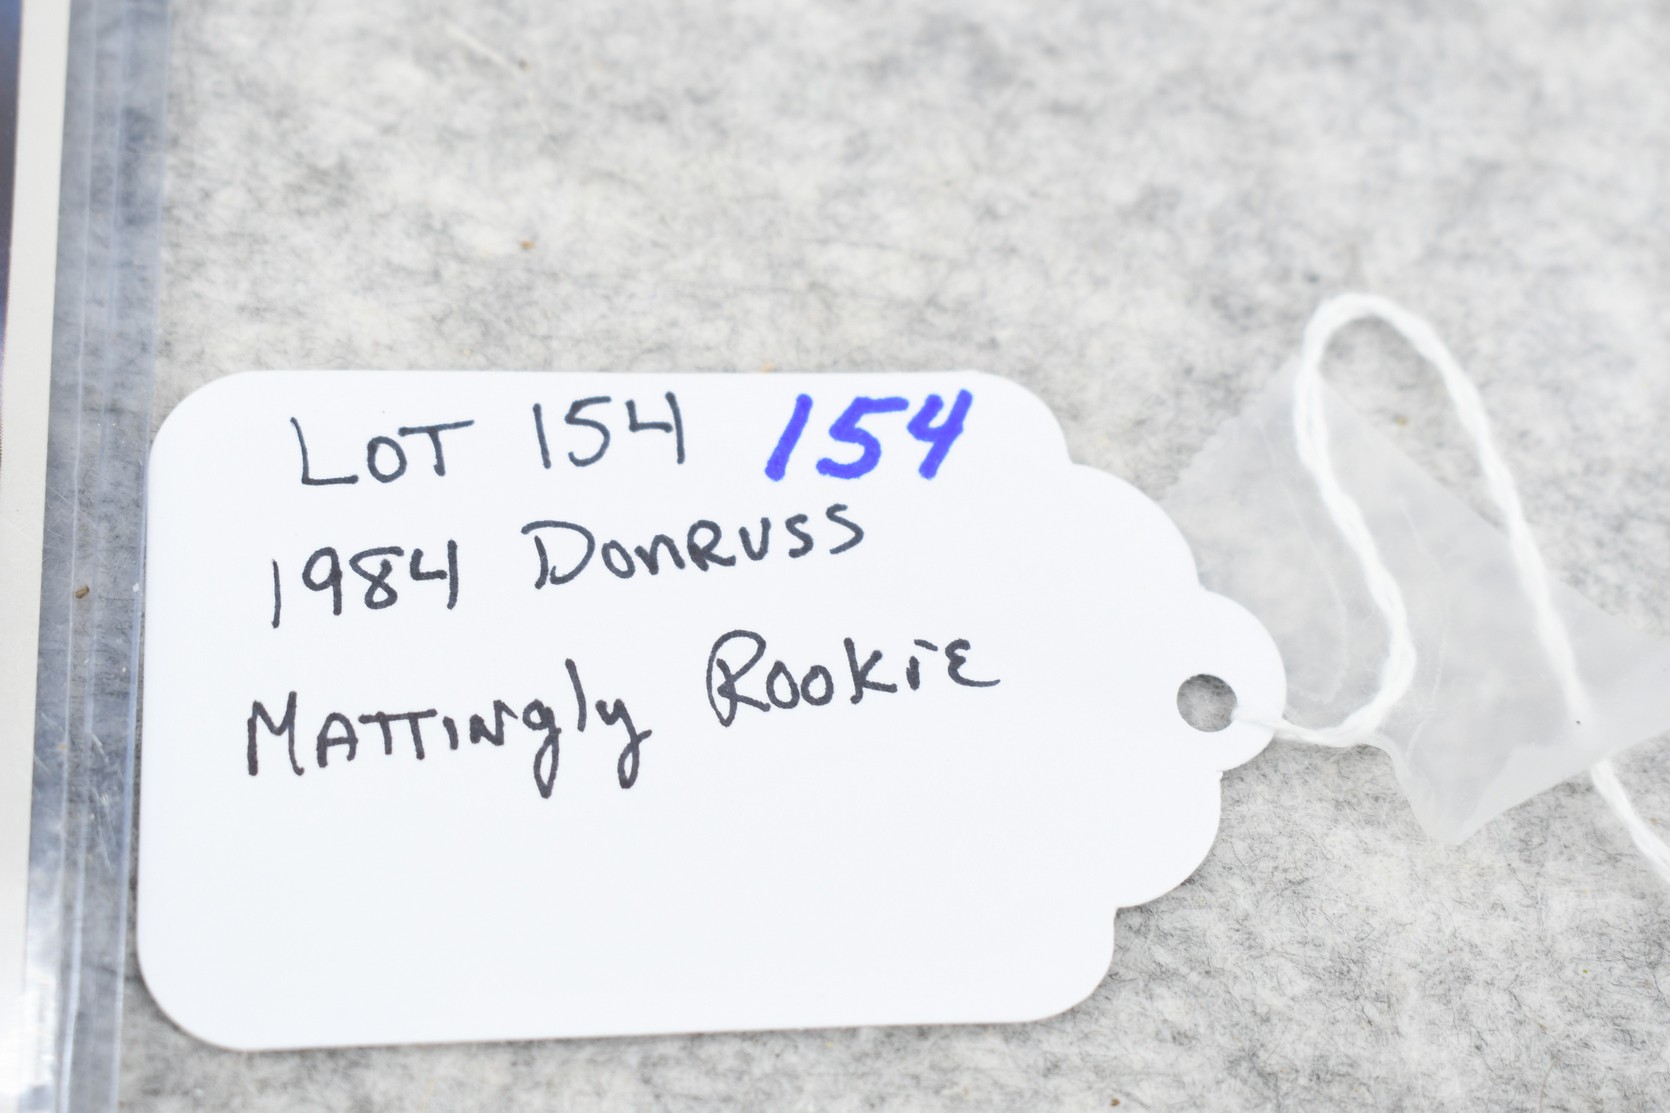 LOT 154 154
1984 DonRuss
MATTINgly Rookie